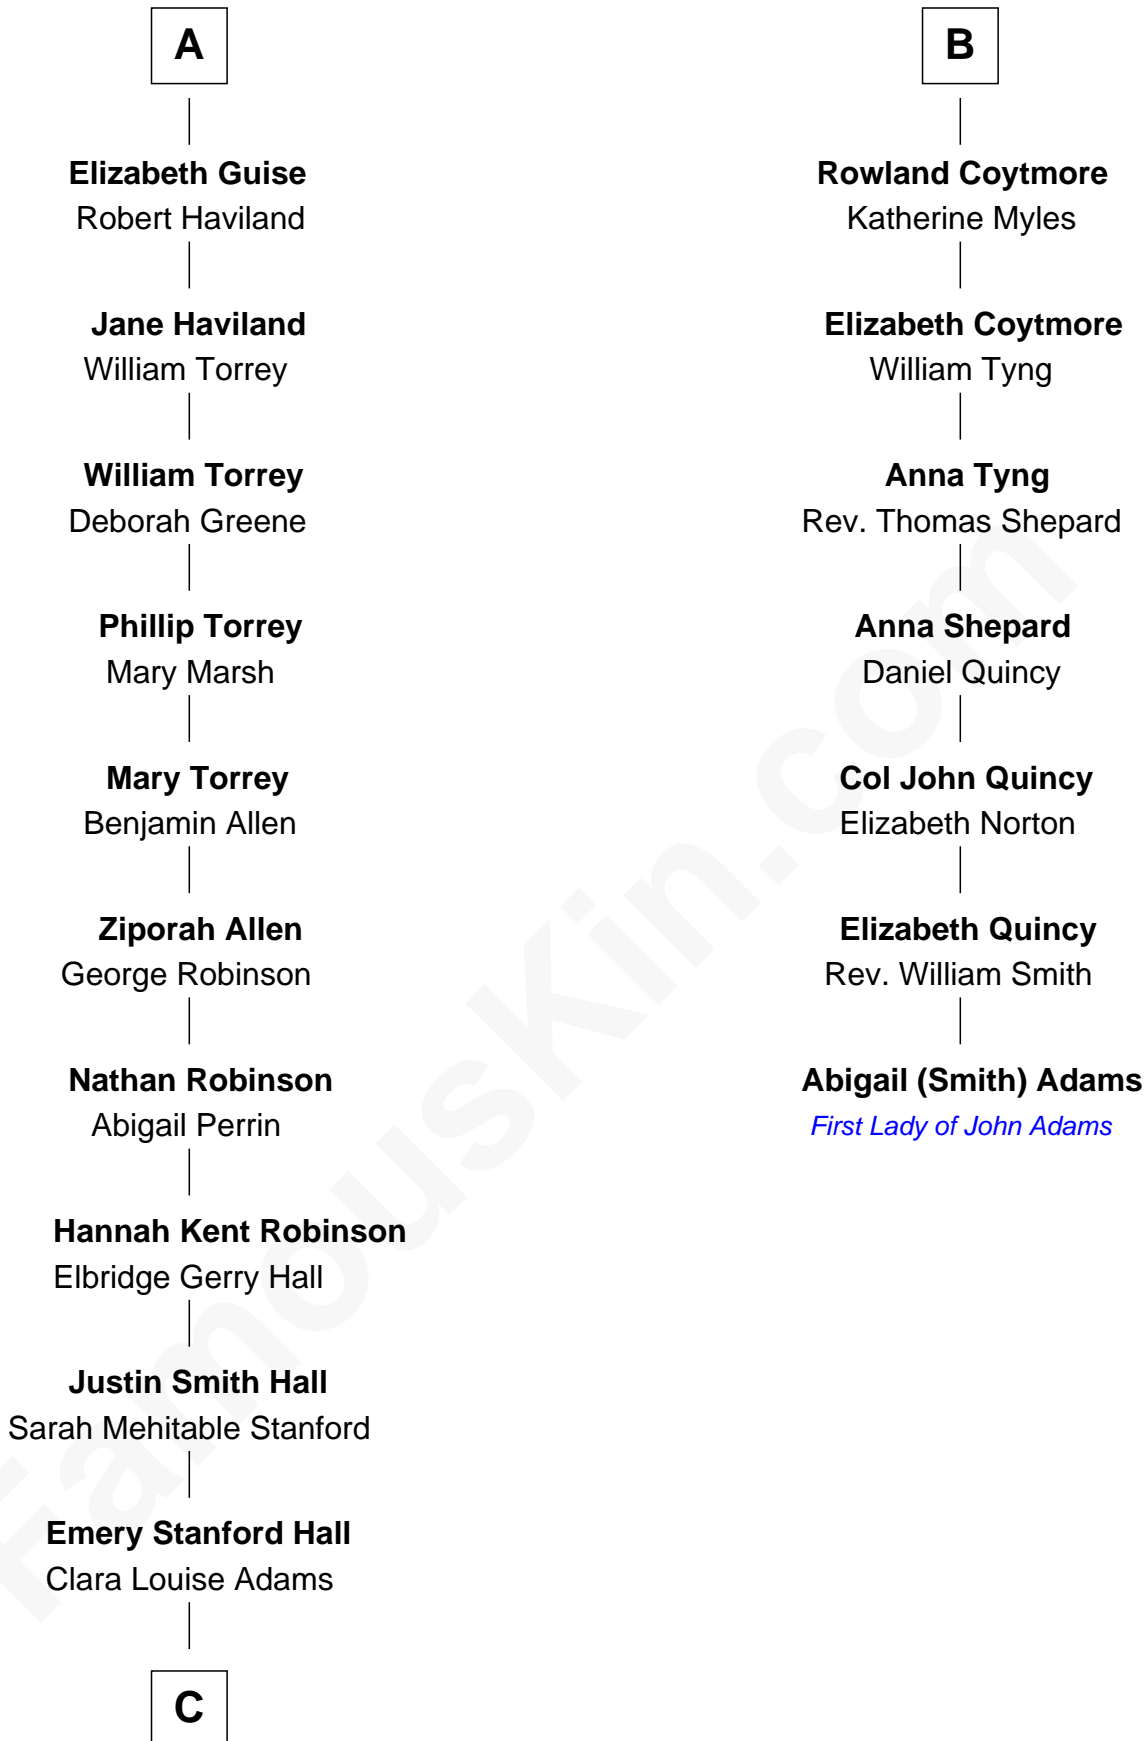 A
Elizabeth Guise
Robert Haviland
Jane Haviland
William Torrey
William Torrey
Deborah Greene
Phillip Torrey
Mary Marsh
Mary Torrey
Benjamin Allen
Ziporah Allen
George Robinson
Nathan Robinson
Abigail Perrin
Hannah Kent Robinson
Elbridge Gerry Hall
Justin Smith Hall
Sarah Mehitable Stanford
Emery Stanford Hall
Clara Louise Adams
C
B
Rowland Coytmore
Katherine Myles
Elizabeth Coytmore
William Tyng
Anna Tyng
Rev. Thomas Shepard
Anna Shepard
Daniel Quincy
Col John Quincy
Elizabeth Norton
Elizabeth Quincy
Rev. William Smith
Abigail (Smith) Adams
First Lady of John Adams
FamousKin.com